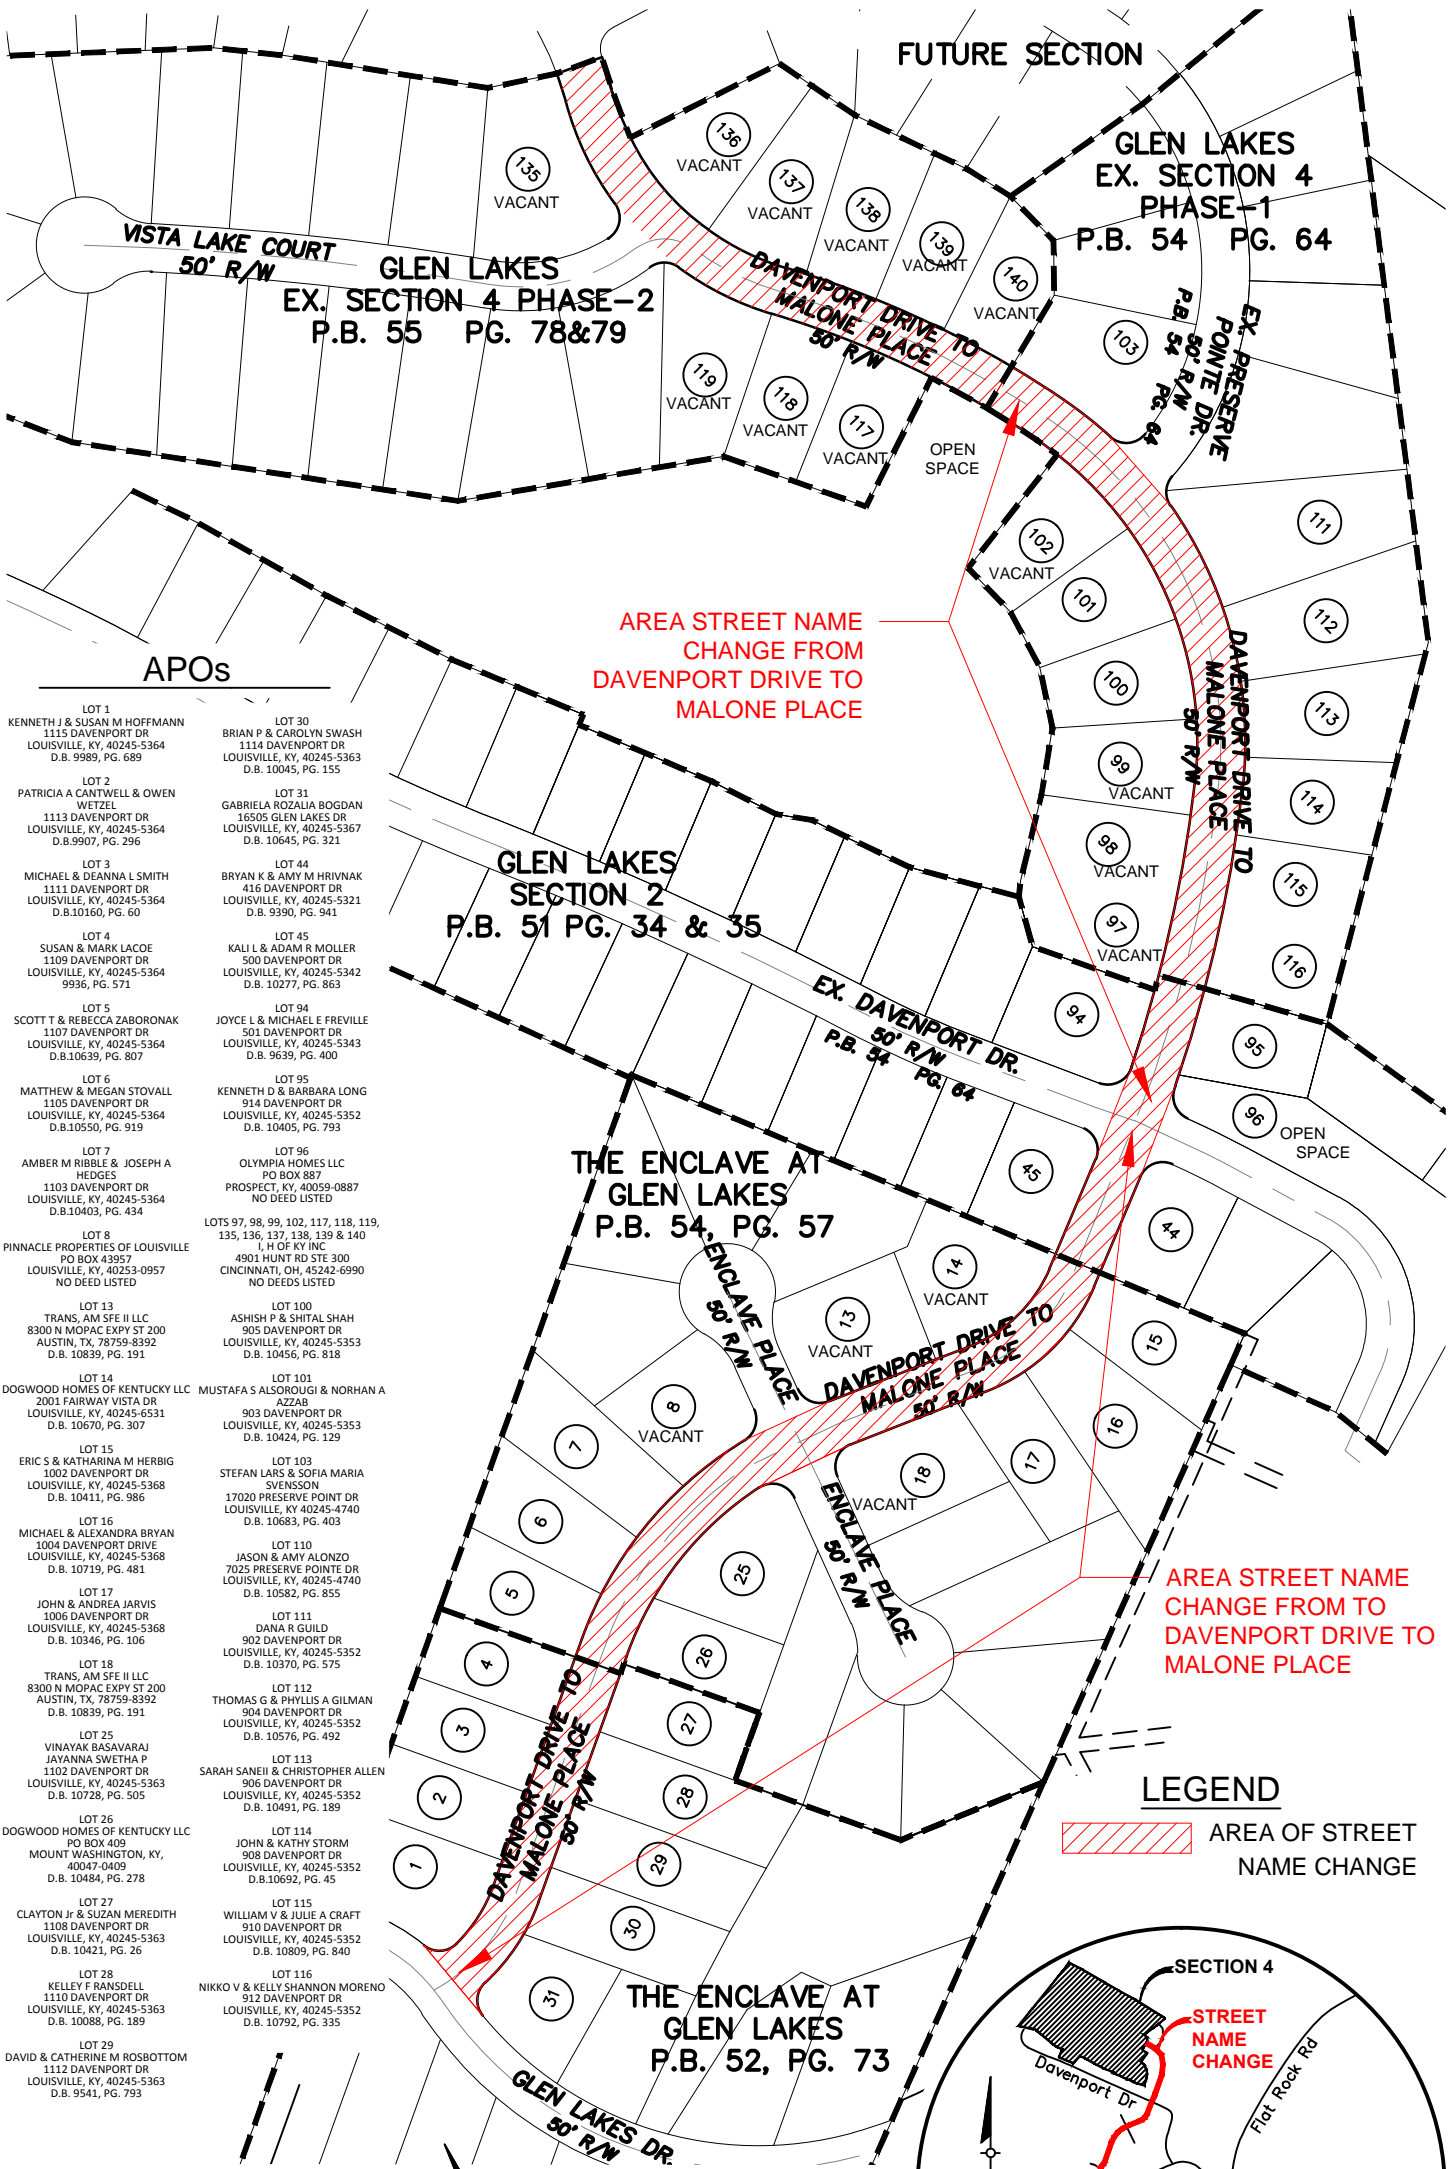 FUTURE SECTION
GLEN LAKES
EX. SECTION 4
PHASE-1
P.B. 54 PG. 64
136
VACANT
135
VACANT
137
VACANT
138
VACANT
139
VACANT
140
VACANT
VISTA LAKE COURT
50' R/W
GLEN LAKES
EX. SECTION 4 PHASE-2
P.B. 55 PG. 78&79
DAVENPORT DRIVE TO
MALONE PLACE
50' R/W
EX. PRESERVE
POINTE DR.
50' R/W
P.B. 54 PG. 64
103
119
VACANT
118
VACANT
117
VACANT
OPEN
SPACE
102
VACANT
101
100
99
VACANT
98
VACANT
97
VACANT
111
112
113
114
115
116
DAVENPORT DRIVE TO
MALONE PLACE
50' R/W
AREA STREET NAME
CHANGE FROM
DAVENPORT DRIVE TO
MALONE PLACE
APOs
LOT 1
KENNETH J & SUSAN M HOFFMANN
1115 DAVENPORT DR
LOUISVILLE, KY, 40245-5364
D.B. 9989, PG. 689
LOT 2
PATRICIA A CANTWELL & OWEN
WETZEL
1113 DAVENPORT DR
LOUISVILLE, KY, 40245-5364
D.B.9907, PG. 296
LOT 3
MICHAEL & DEANNA L SMITH
1111 DAVENPORT DR
LOUISVILLE, KY, 40245-5364
D.B.10160, PG. 60
LOT 4
SUSAN & MARK LACOE
1109 DAVENPORT DR
LOUISVILLE, KY, 40245-5364
9936, PG. 571
LOT 5
SCOTT T & REBECCA ZABORONAK
1107 DAVENPORT DR
LOUISVILLE, KY, 40245-5364
D.B.10639, PG. 807
LOT 6
MATTHEW & MEGAN STOVALL
1105 DAVENPORT DR
LOUISVILLE, KY, 40245-5364
D.B.10550, PG. 919
LOT 7
AMBER M RIBBLE & JOSEPH A
HEDGES
1103 DAVENPORT DR
LOUISVILLE, KY, 40245-5364
D.B.10403, PG. 434
LOT 8
PINNACLE PROPERTIES OF LOUISVILLE
PO BOX 43957
LOUISVILLE, KY, 40253-0957
NO DEED LISTED
LOT 13
TRANS, AM SFE II LLC
8300 N MOPAC EXPY ST 200
AUSTIN, TX, 78759-8392
D.B. 10839, PG. 191
LOT 14
DOGWOOD HOMES OF KENTUCKY LLC
2001 FAIRWAY VISTA DR
LOUISVILLE, KY, 40245-6531
D.B. 10670, PG. 307
LOT 15
ERIC S & KATHARINA M HERBIG
1002 DAVENPORT DR
LOUISVILLE, KY, 40245-5368
D.B. 10411, PG. 986
LOT 16
MICHAEL & ALEXANDRA BRYAN
1004 DAVENPORT DRIVE
LOUISVILLE, KY, 40245-5368
D.B. 10719, PG. 481
LOT 17
JOHN & ANDREA JARVIS
1006 DAVENPORT DR
LOUISVILLE, KY, 40245-5368
D.B. 10346, PG. 106
LOT 18
TRANS, AM SFE II LLC
8300 N MOPAC EXPY ST 200
AUSTIN, TX, 78759-8392
D.B. 10839, PG. 191
LOT 25
VINAYAK BASAVARAJ
JAYANNA SWETHA P
1102 DAVENPORT DR
LOUISVILLE, KY, 40245-5363
D.B. 10728, PG. 505
LOT 26
DOGWOOD HOMES OF KENTUCKY LLC
PO BOX 409
MOUNT WASHINGTON, KY,
40047-0409
D.B. 10484, PG. 278
LOT 27
CLAYTON Jr & SUZAN MEREDITH
1108 DAVENPORT DR
LOUISVILLE, KY, 40245-5363
D.B. 10421, PG. 26
LOT 28
KELLEY F RANSDELL
1110 DAVENPORT DR
LOUISVILLE, KY, 40245-5363
D.B. 10088, PG. 189
LOT 29
DAVID & CATHERINE M ROSBOTTOM
1112 DAVENPORT DR
LOUISVILLE, KY, 40245-5363
D.B. 9541, PG. 793
LOT 30
BRIAN P & CAROLYN SWASH
1114 DAVENPORT DR
LOUISVILLE, KY, 40245-5363
D.B. 10045, PG. 155
LOT 31
GABRIELA ROZALIA BOGDAN
16505 GLEN LAKES DR
LOUISVILLE, KY, 40245-5367
D.B. 10645, PG. 321
LOT 44
BRYAN K & AMY M HRIVNAK
416 DAVENPORT DR
LOUISVILLE, KY, 40245-5321
D.B. 9390, PG. 941
LOT 45
KALI L & ADAM R MOLLER
500 DAVENPORT DR
LOUISVILLE, KY, 40245-5342
D.B. 10277, PG. 863
LOT 94
JOYCE L & MICHAEL E FREVILLE
501 DAVENPORT DR
LOUISVILLE, KY, 40245-5343
D.B. 9639, PG. 400
LOT 95
KENNETH D & BARBARA LONG
914 DAVENPORT DR
LOUISVILLE, KY, 40245-5352
D.B. 10405, PG. 793
LOT 96
OLYMPIA HOMES LLC
PO BOX 887
PROSPECT, KY, 40059-0887
NO DEED LISTED
LOTS 97, 98, 99, 102, 117, 118, 119,
135, 136, 137, 138, 139 & 140
I, H OF KY INC
4901 HUNT RD STE 300
CINCINNATI, OH, 45242-6990
NO DEEDS LISTED
LOT 100
ASHISH P & SHITAL SHAH
905 DAVENPORT DR
LOUISVILLE, KY, 40245-5353
D.B. 10456, PG. 818
LOT 101
MUSTAFA S ALSOROUGI & NORHAN A
AZZAB
903 DAVENPORT DR
LOUISVILLE, KY, 40245-5353
D.B. 10424, PG. 129
LOT 103
STEFAN LARS & SOFIA MARIA
SVENSSON
17020 PRESERVE POINT DR
LOUISVILLE, KY 40245-4740
D.B. 10683, PG. 403
LOT 110
JASON & AMY ALONZO
7025 PRESERVE POINTE DR
LOUISVILLE, KY, 40245-4740
D.B. 10582, PG. 855
LOT 111
DANA R GUILD
902 DAVENPORT DR
LOUISVILLE, KY, 40245-5352
D.B. 10370, PG. 575
LOT 112
THOMAS G & PHYLLIS A GILMAN
904 DAVENPORT DR
LOUISVILLE, KY, 40245-5352
D.B. 10576, PG. 492
LOT 113
SARAH SANEII & CHRISTOPHER ALLEN
906 DAVENPORT DR
LOUISVILLE, KY, 40245-5352
D.B. 10491, PG. 189
LOT 114
JOHN & KATHY STORM
908 DAVENPORT DR
LOUISVILLE, KY, 40245-5352
D.B.10692, PG. 45
LOT 115
WILLIAM V & JULIE A CRAFT
910 DAVENPORT DR
LOUISVILLE, KY, 40245-5352
D.B. 10809, PG. 840
LOT 116
NIKKO V & KELLY SHANNON MORENO
912 DAVENPORT DR
LOUISVILLE, KY, 40245-5352
D.B. 10792, PG. 335
GLEN LAKES
SECTION 2
P.B. 51 PG. 34 & 35
EX. DAVENPORT DR.
50' R/W
P.B. 54 PG. 64
94
95
96
OPEN
SPACE
45
44
THE ENCLAVE AT
GLEN LAKES
P.B. 54, PG. 57
ENCLAVE PLACE
50' R/W
14
VACANT
13
VACANT
DAVENPORT DRIVE TO
MALONE PLACE
50' R/W
15
16
17
18
VACANT
8
VACANT
7
6
5
4
3
2
1
25
26
27
28
29
30
31
ENCLAVE PLACE
50' R/W
DAVENPORT DRIVE TO
MALONE PLACE
50' R/W
AREA STREET NAME
CHANGE FROM TO
DAVENPORT DRIVE TO
MALONE PLACE
LEGEND
AREA OF STREET
NAME CHANGE
THE ENCLAVE AT
GLEN LAKES
P.B. 52, PG. 73
GLEN LAKES DR.
50' R/W
SECTION 4
STREET
NAME
CHANGE
Davenport Dr
Flat Rock Rd